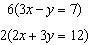 6(3x − y = 7)
2(2x + 3y = 12)